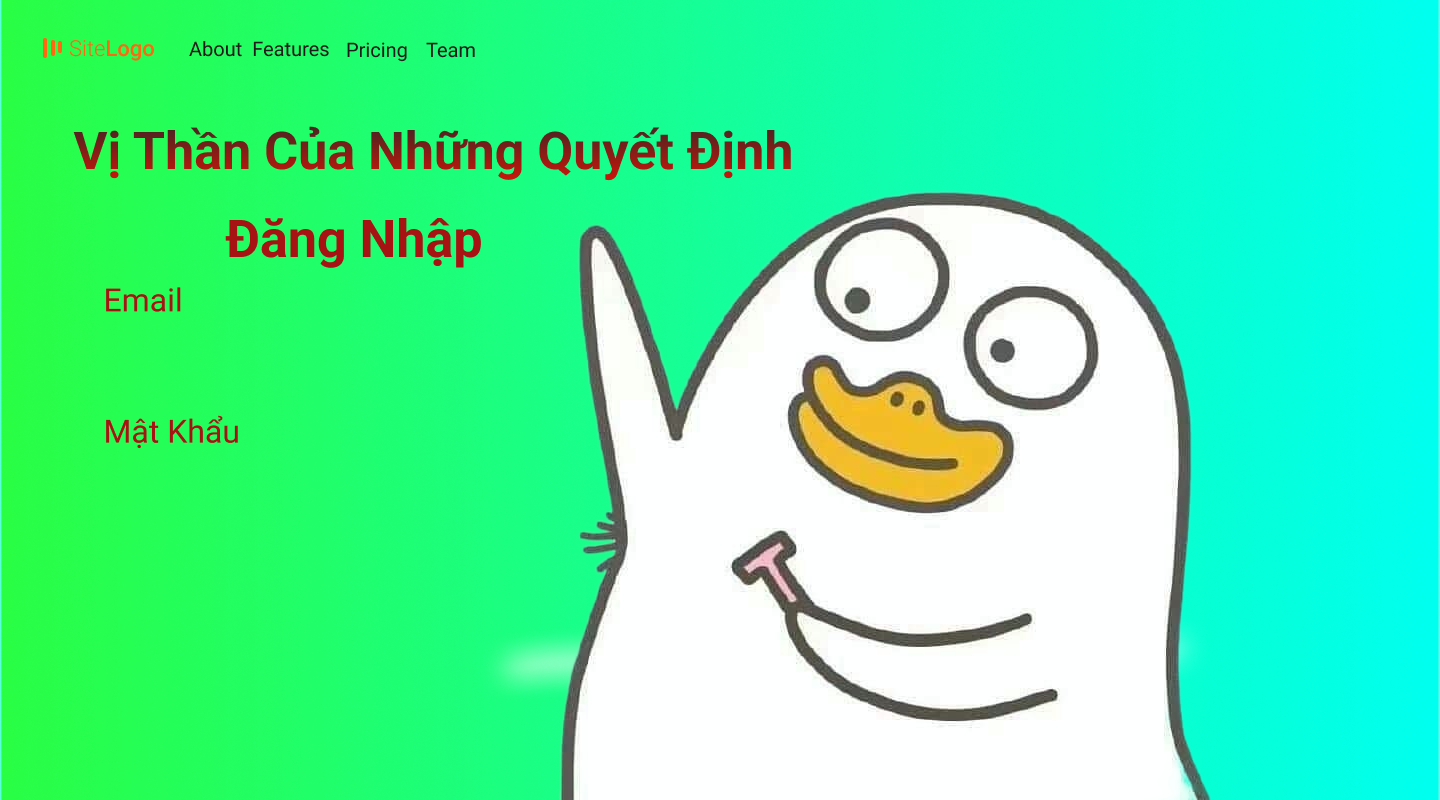 SiteLogo About Features Pricing Team
Vị Thần Của Những Quyết Định
Đăng Nhập
Email
Mật Khẩu